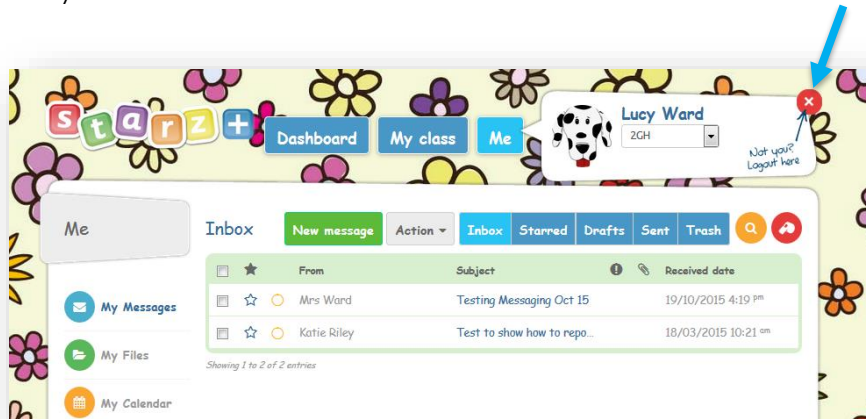 starz+
Dashboard My class Me
Lucy Ward
2GH
Not you?
Logout here
Me
Inbox New message Action Inbox Starred Drafts Sent Trash
From Subject Received date
My Messages
Mrs Ward Testing Messaging Oct 15 19/10/2015 4:19 pm
Katie Riley Test to show how to repo... 18/03/2015 10:21 am
My Files
Showing 1 to 2 of 2 entries
My Calendar